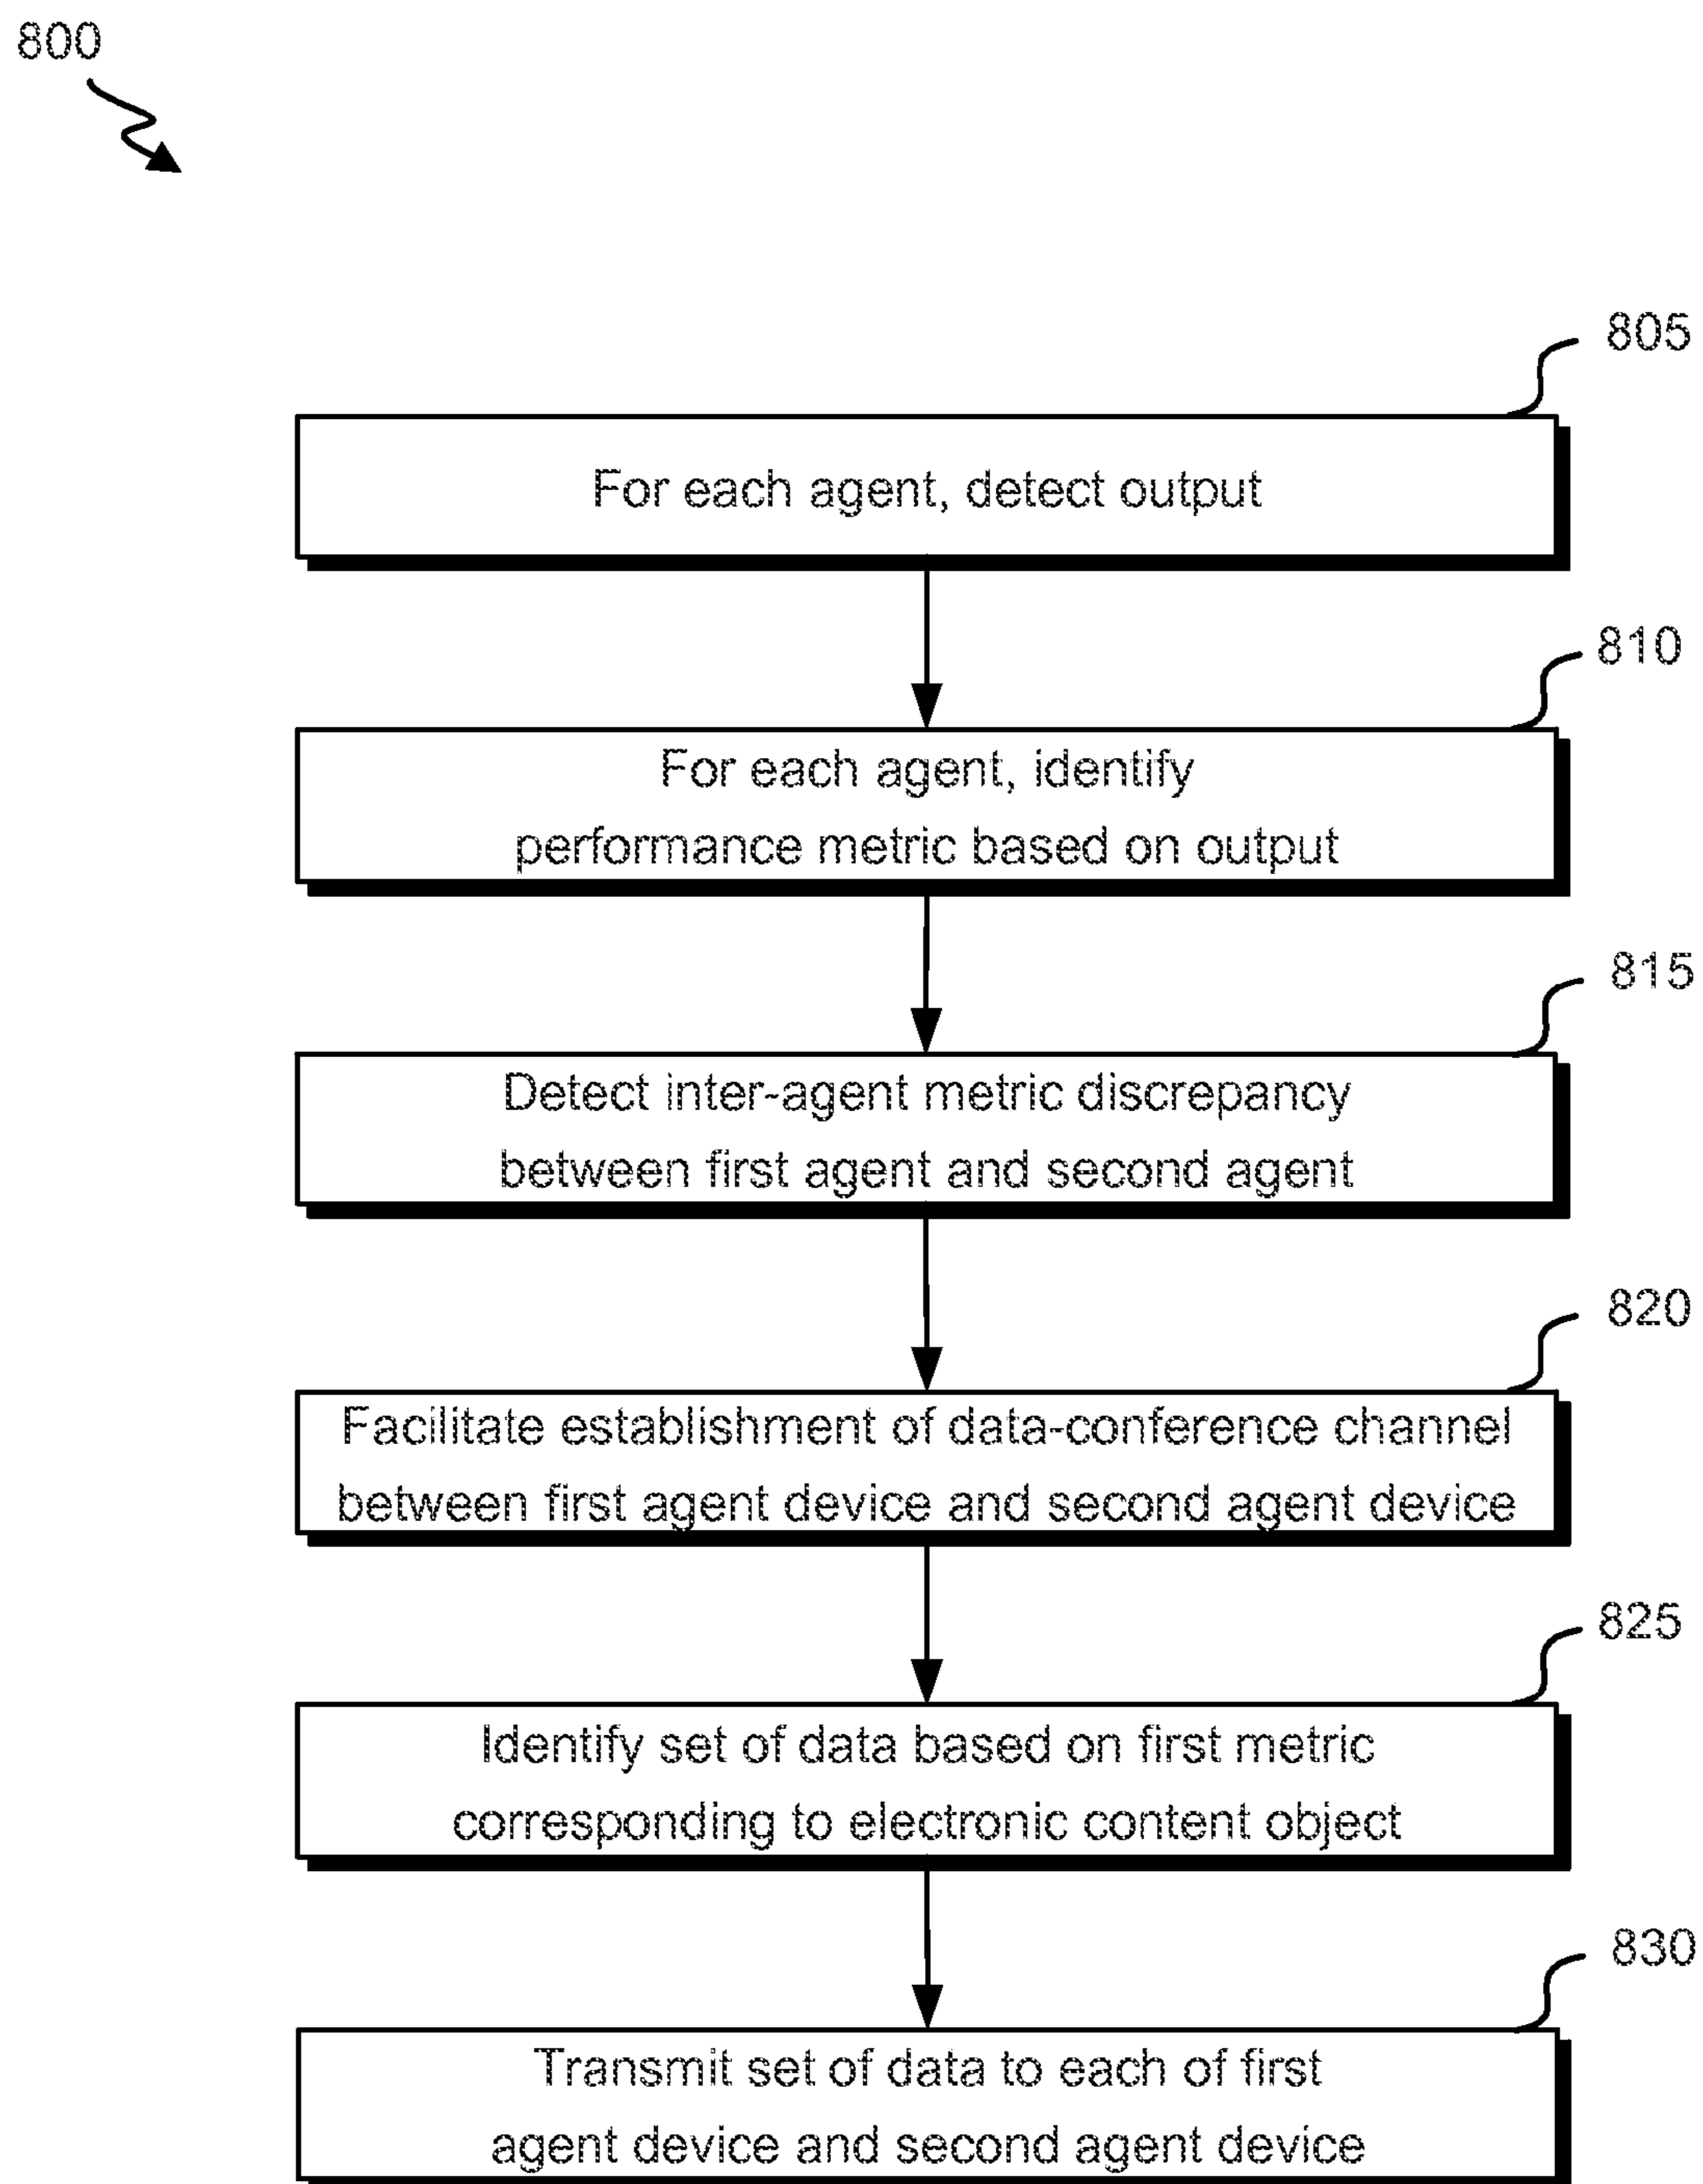 800
805
For each agent, detect output
810
For each agent, identify
performance metric based on output
815
Detect inter-agent metric discrepancy
between first agent and second agent
820
Facilitate establishment of data-conference channel
between first agent device and second agent device
825
Identify set of data based on first metric
corresponding to electronic content object
830
Transmit set of data to each of first
agent device and second agent device